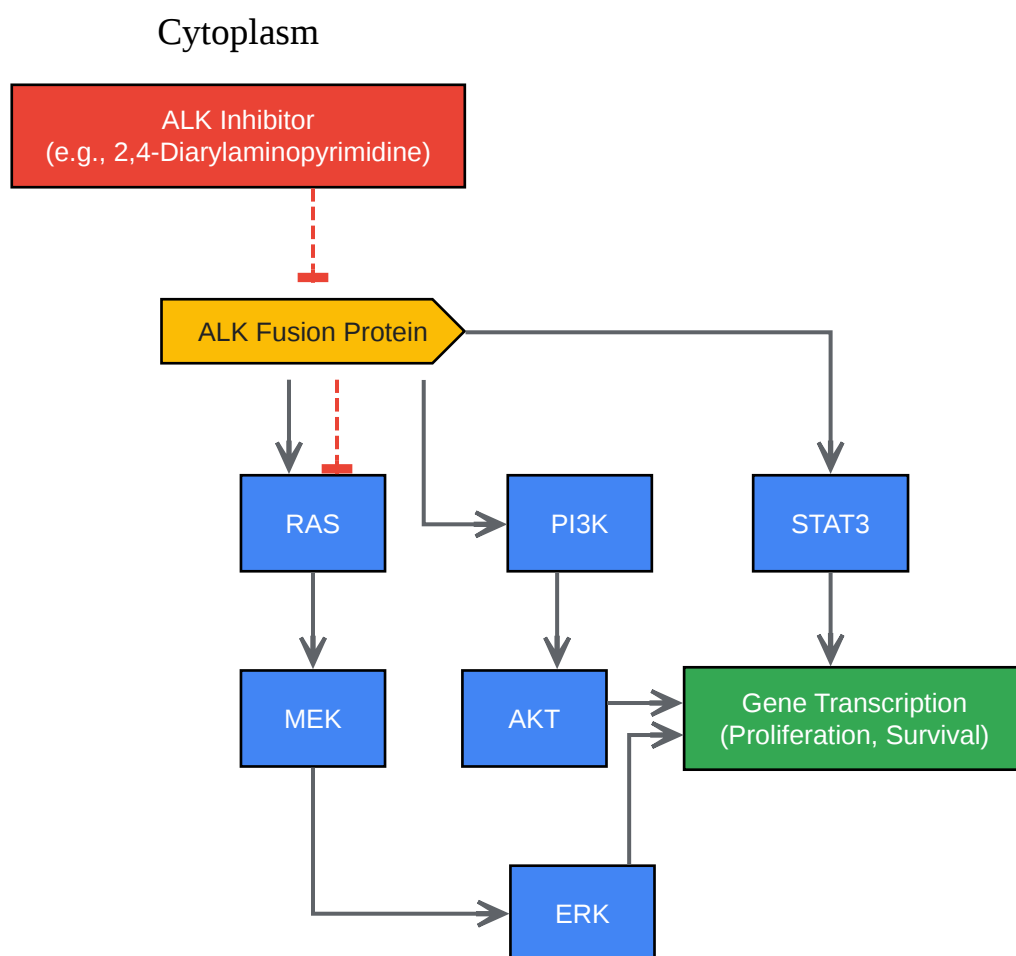 Cytoplasm
ALK Inhibitor
(e.g., 2,4-Diarylaminopyrimidine)
ALK Fusion Protein
RAS
PI3K
STAT3
MEK
AKT
Gene Transcription
(Proliferation, Survival)
ERK